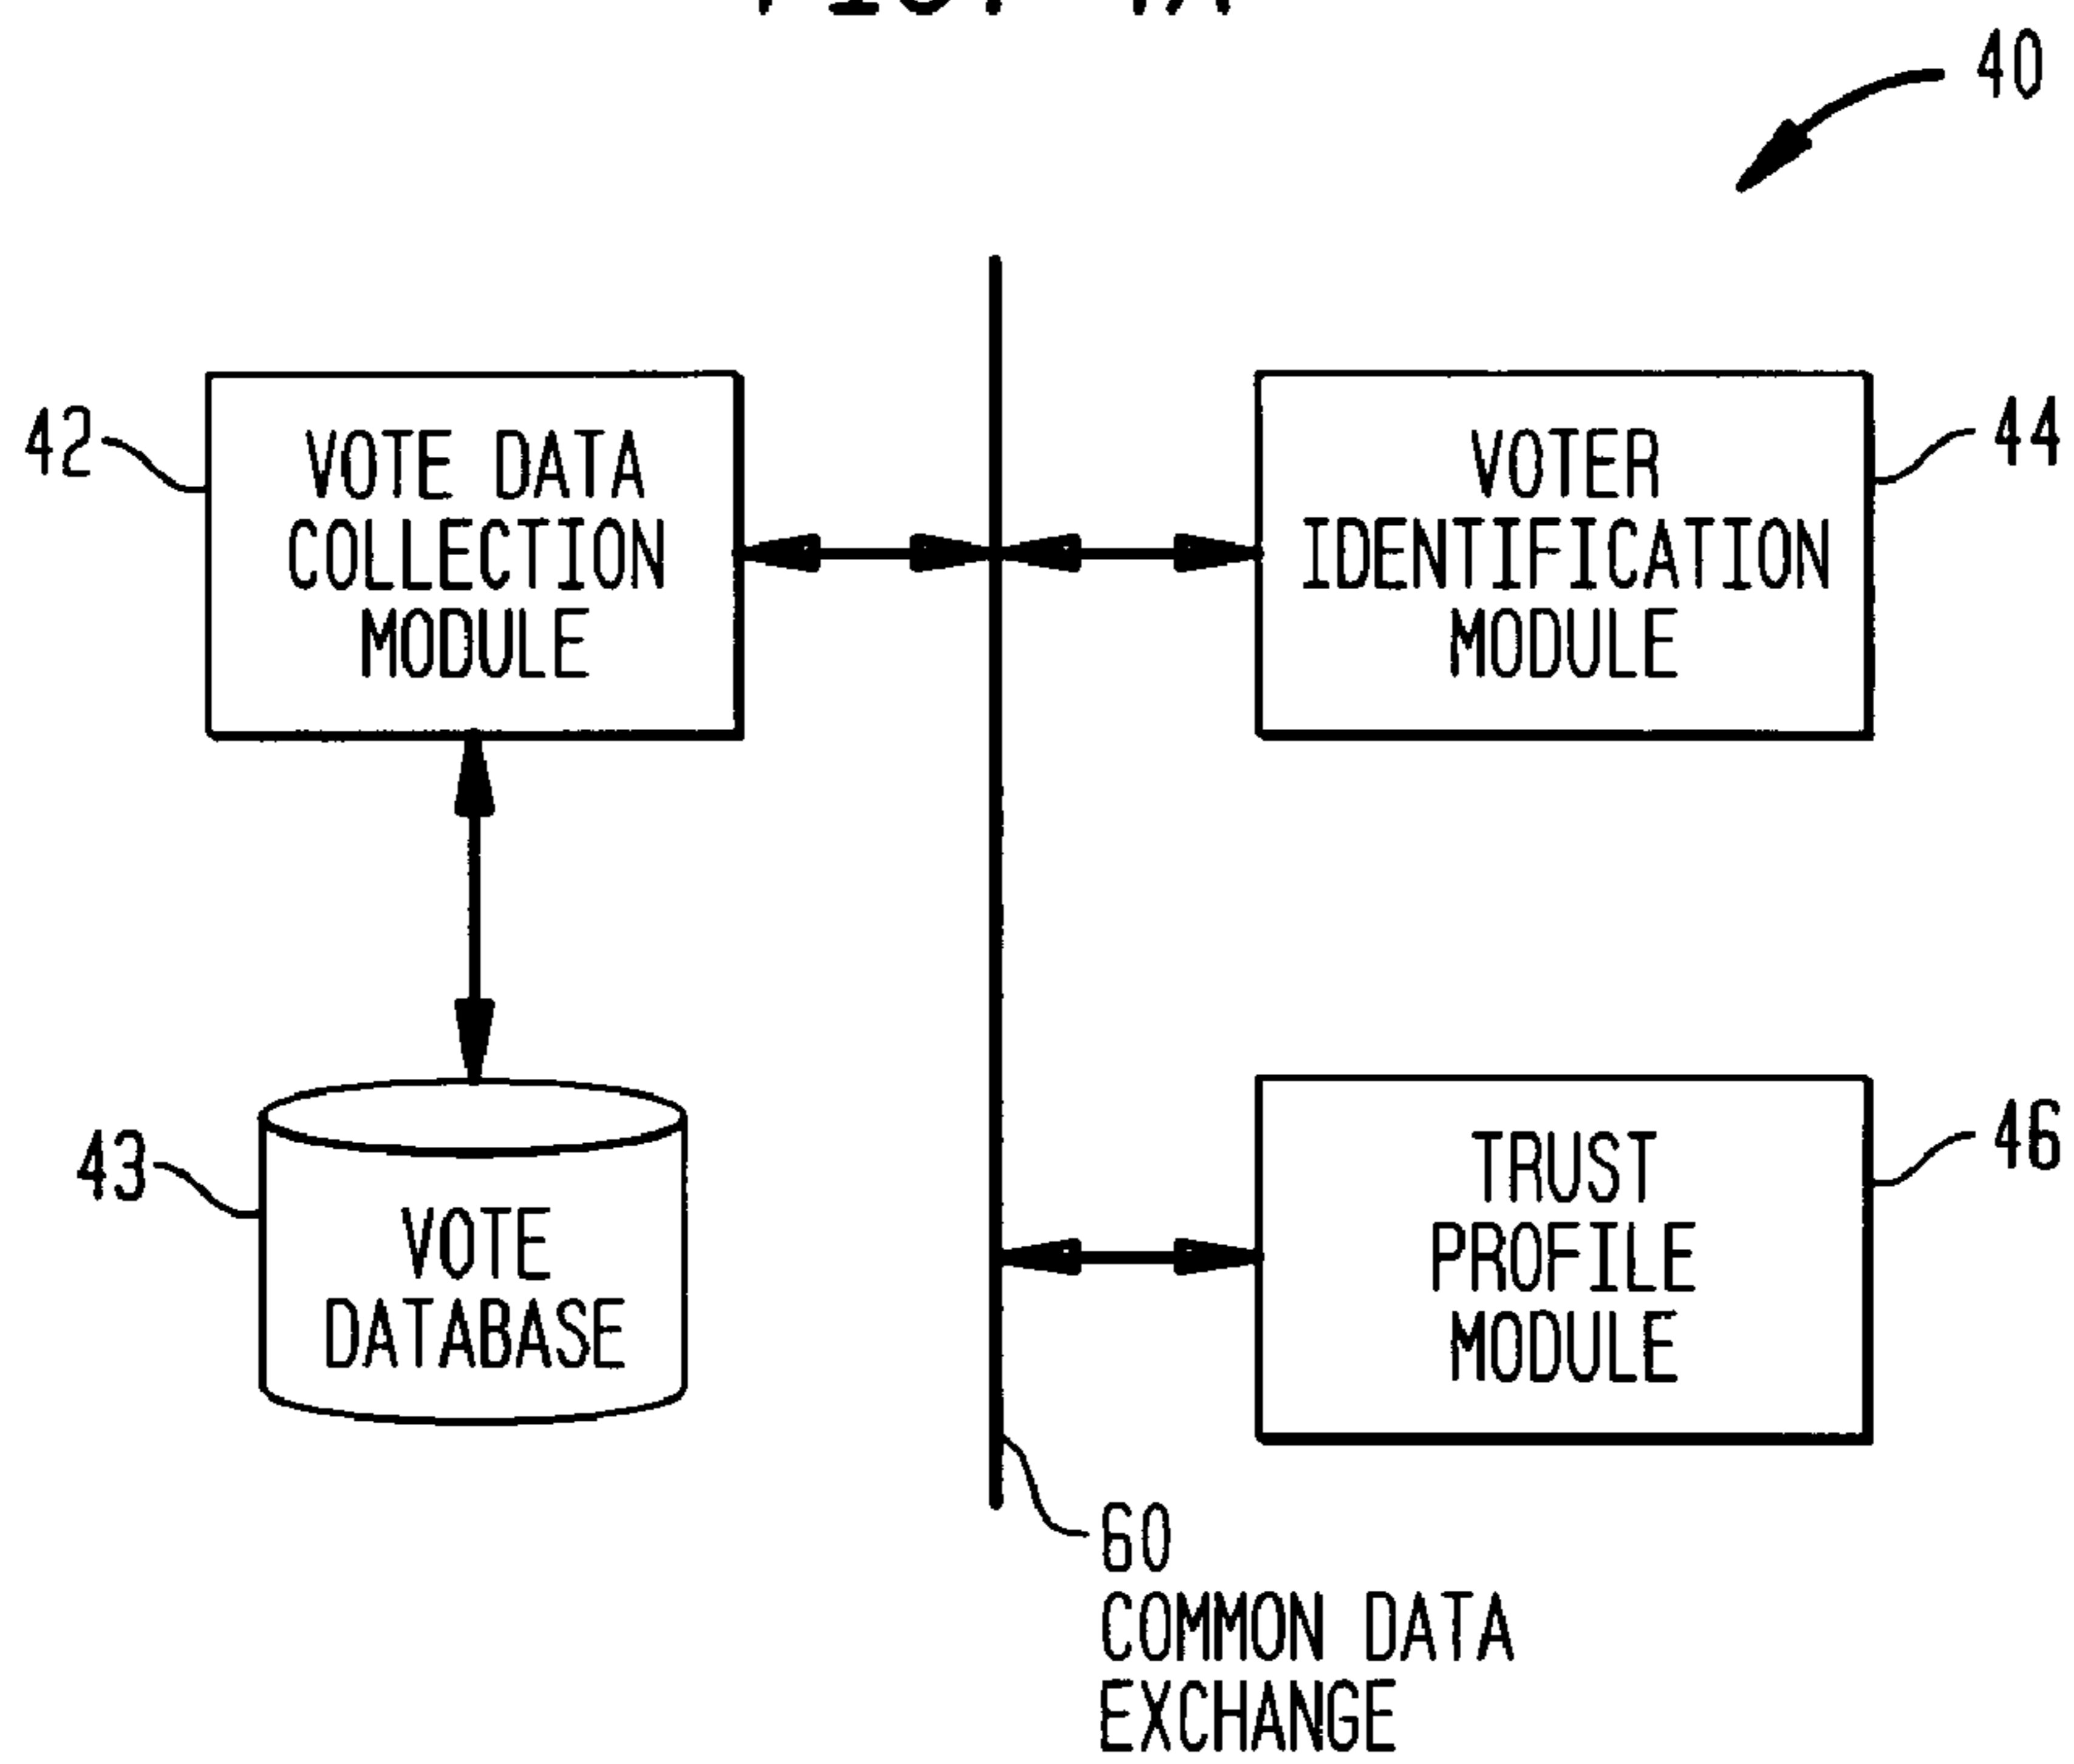 40
42
VOTE DATA
COLLECTION
MODULE
VOTER
IDENTIFICATION
MODULE
44
43
VOTE
DATABASE
TRUST
PROFILE
MODULE
46
60
COMMON DATA
EXCHANGE